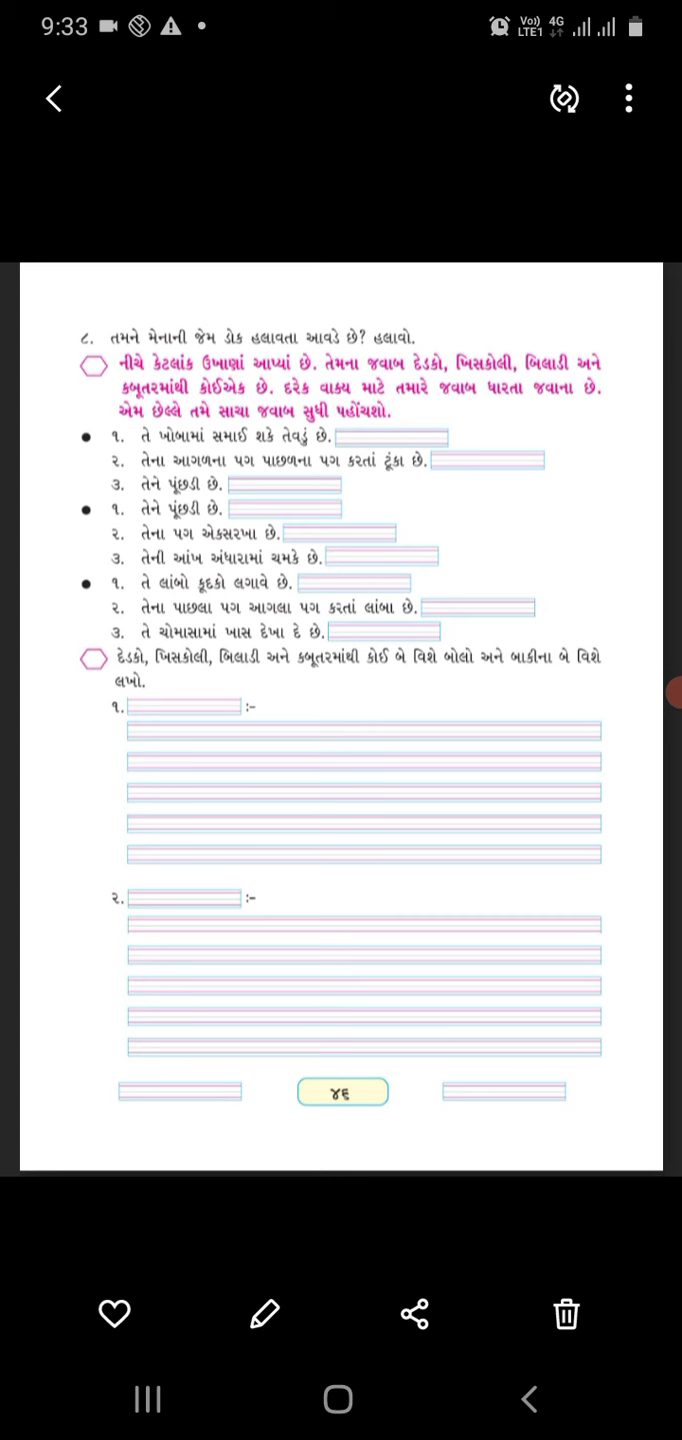 9:33
Vo)) 4G
LTE1
૮. તમને મેનાની જેમ ડોક હલાવતા આવડે છે? હલાવો.
નીચે કેટલાંક ઉખાણાં આપ્યાં છે. તેમના જવાબ દેડકો, ખિસકોલી, બિલાડી અને
કબૂતરમાંથી કોઈએક છે. દરેક વાક્ય માટે તમારે જવાબ ધારતા જવાના છે.
એમ છેલ્લે તમે સાચા જવાબ સુધી પહોંચશો.
● ૧. તે ખોબામાં સમાઈ શકે તેવડું છે.
૨. તેના આગળના પગ પાછળના પગ કરતાં ટૂંકા છે.
૩. તેને પૂંછડી છે.
● ૧. તેને પૂંછડી છે.
૨. તેના પગ એકસરખા છે.
૩. તેની આંખ અંધારામાં ચમકે છે.
● ૧. તે લાંબો કૂદકો લગાવે છે.
૨. તેના પાછલા પગ આગલા પગ કરતાં લાંબા છે.
૩. તે ચોમાસામાં ખાસ દેખા દે છે.
દેડકો, ખિસકોલી, બિલાડી અને કબૂતરમાંથી કોઈ બે વિશે બોલો અને બાકીના બે વિશે
લખો.
૧. :-
૨. :-
૪૬